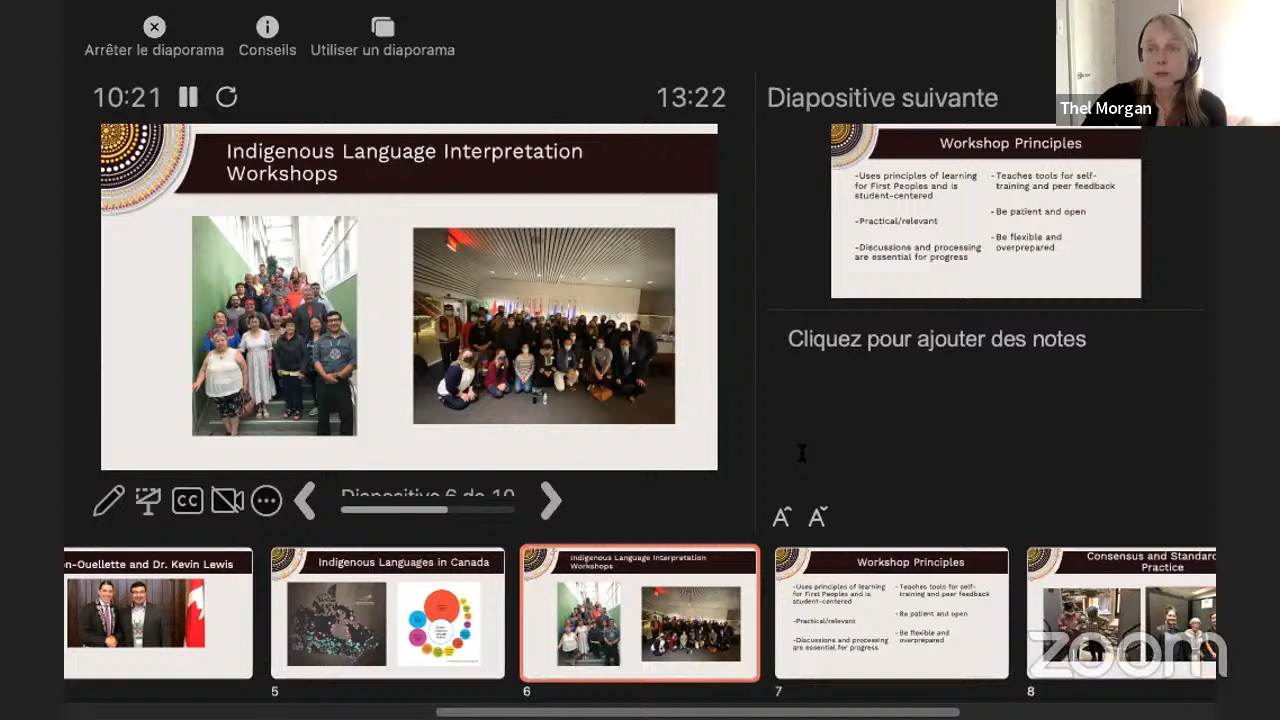 Arrêter le diaporama
Conseils
Utiliser un diaporama
Thel Morgan
10:21
13:22
Diapositive suivante
Indigenous Language Interpretation
Workshops
Workshop Principles
-Uses principles of learning
for First Peoples and is
student-centered
-Practical/relevant
-Discussions and processing
are essential for progress
-Teaches tools for self-
training and peer feedback
-Be patient and open
-Be flexible and
overprepared
Cliquez pour ajouter des notes
CC
Diapositive 6 de 10
n-Ouellette and Dr. Kevin Lewis
Indigenous Languages in Canada
5
Indigenous Language Interpretation
Workshops
6
Workshop Principles
-Uses principles of learning
for First Peoples and is
student-centered
-Practical/relevant
-Discussions and processing
are essential for progress
-Teaches tools for self-
training and peer feedback
-Be patient and open
-Be flexible and
overprepared
7
Consensus and Standard
Practice
8
zoom